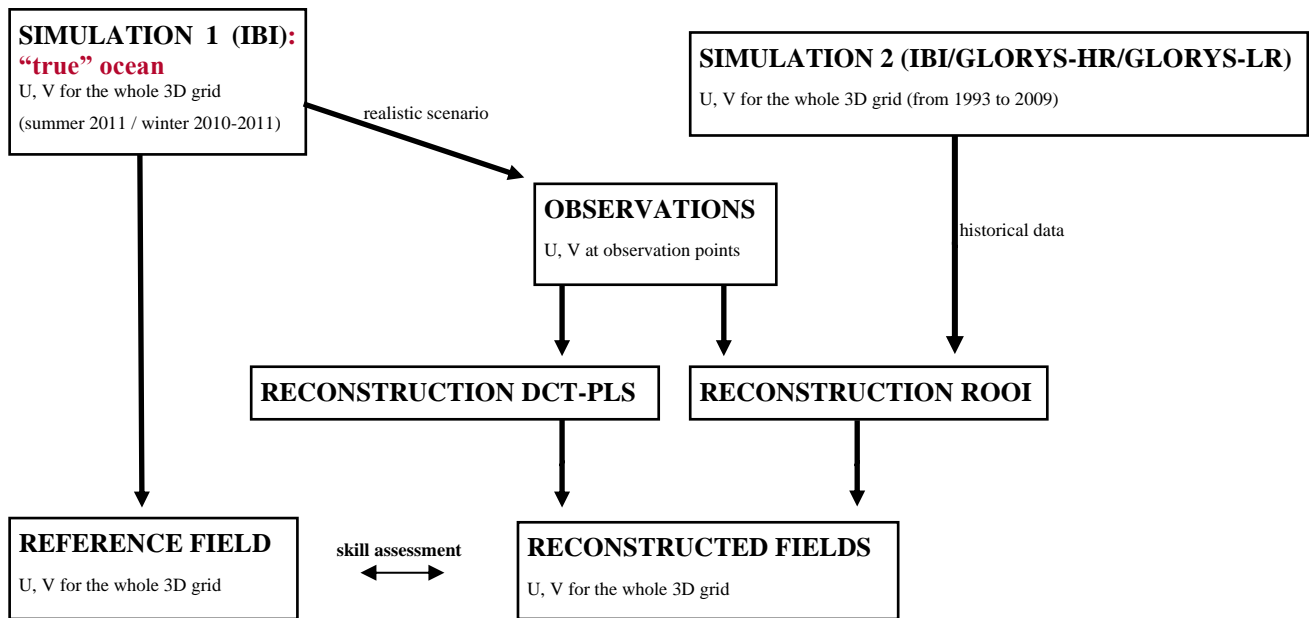 SIMULATION 1 (IBI):
“true” ocean
U, V for the whole 3D grid
(summer 2011 / winter 2010-2011)
SIMULATION 2 (IBI/GLORYS-HR/GLORYS-LR)
U, V for the whole 3D grid (from 1993 to 2009)
realistic scenario
OBSERVATIONS
U, V at observation points
historical data
RECONSTRUCTION DCT-PLS
RECONSTRUCTION ROOI
REFERENCE FIELD
U, V for the whole 3D grid
skill assessment
RECONSTRUCTED FIELDS
U, V for the whole 3D grid